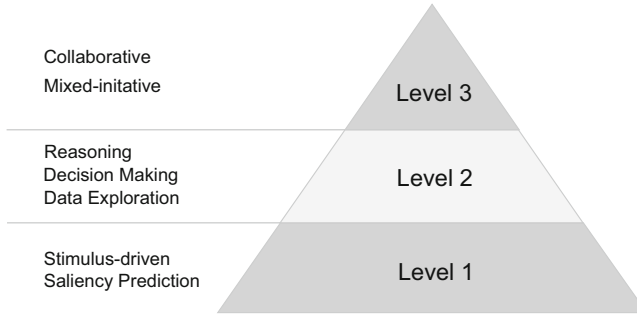 Collaborative
Mixed-initative
Level 3
Reasoning
Decision Making
Data Exploration
Level 2
Stimulus-driven
Saliency Prediction
Level 1